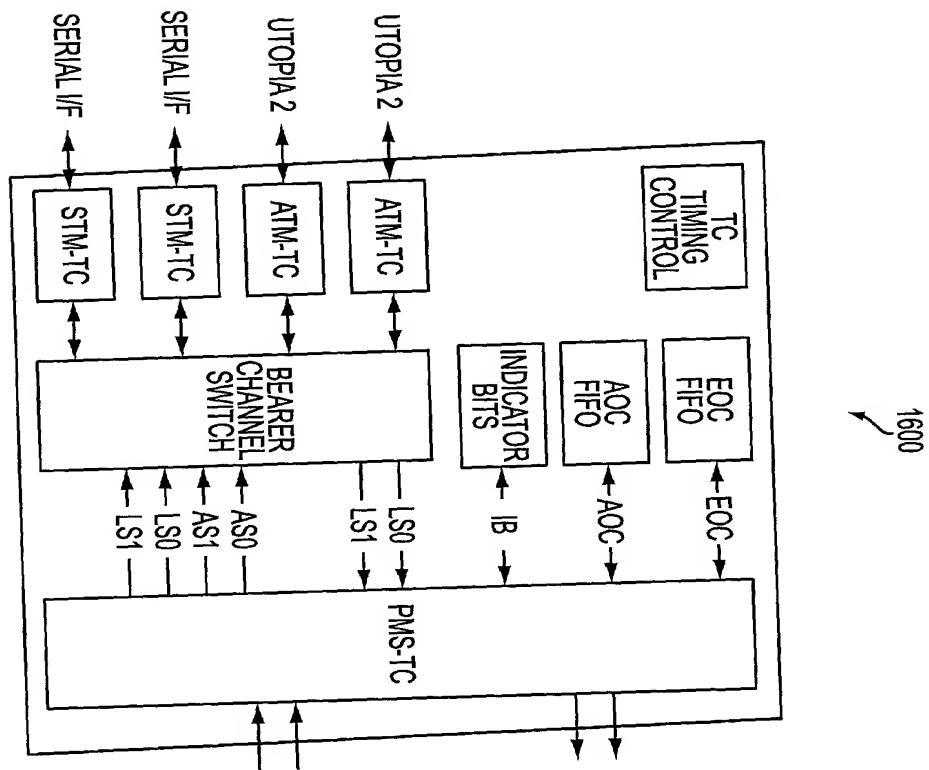 1600
TC
TIMING
CONTROL
EOC
FIFO
EOC
AOC
FIFO
AOC
INDICATOR
BITS
IB
UTOPIA 2
ATM-TC
LS0
LS1
PMS-TC
UTOPIA 2
ATM-TC
BEARER
CHANNEL
SWITCH
AS0
AS1
SERIAL I/F
STM-TC
LS0
LS1
SERIAL I/F
STM-TC